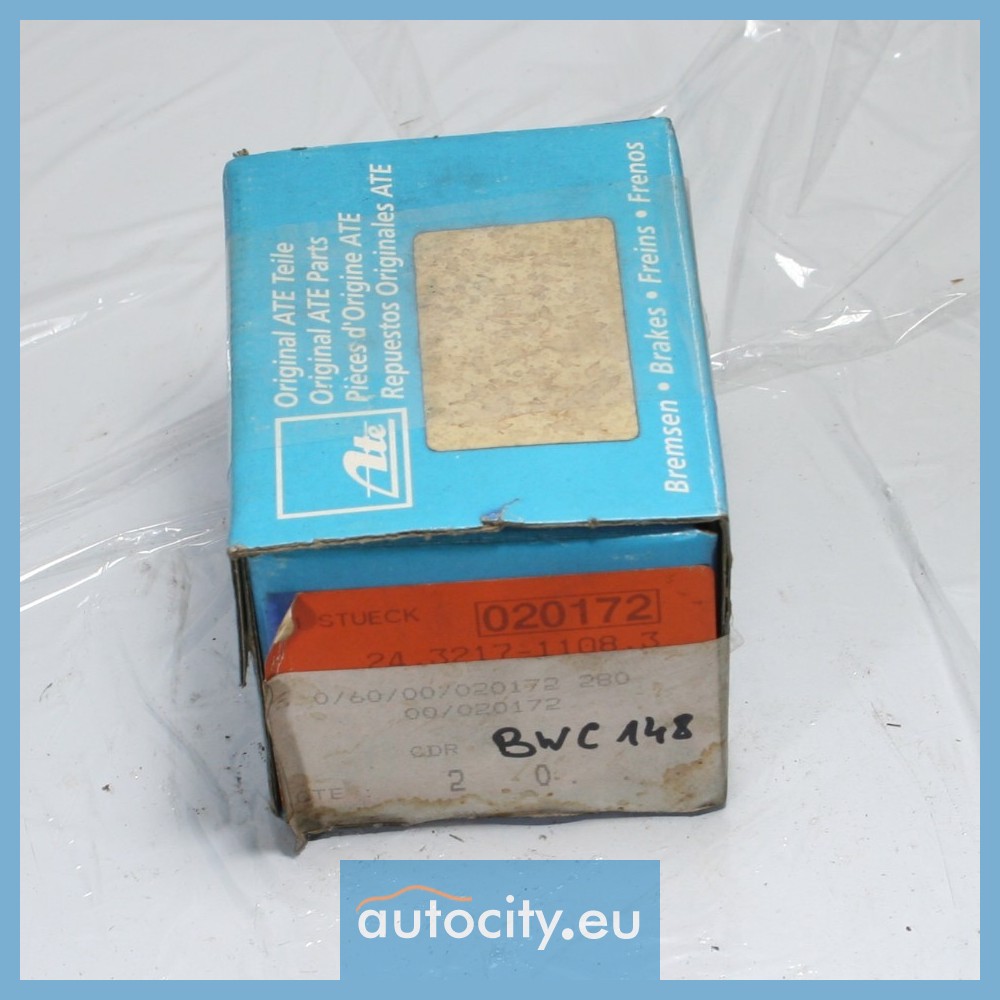 Original ATE Teile
Original ATE Parts
Pièces d'Origine ATE
Repuestos Originales ATE
Ate
Bremsen • Brakes • Freins • Frenos
STUECK 020172
24.3217-1108.3
0/60/00/020172 280
00/020172
CDR BWC 148
2 0
autocity.eu